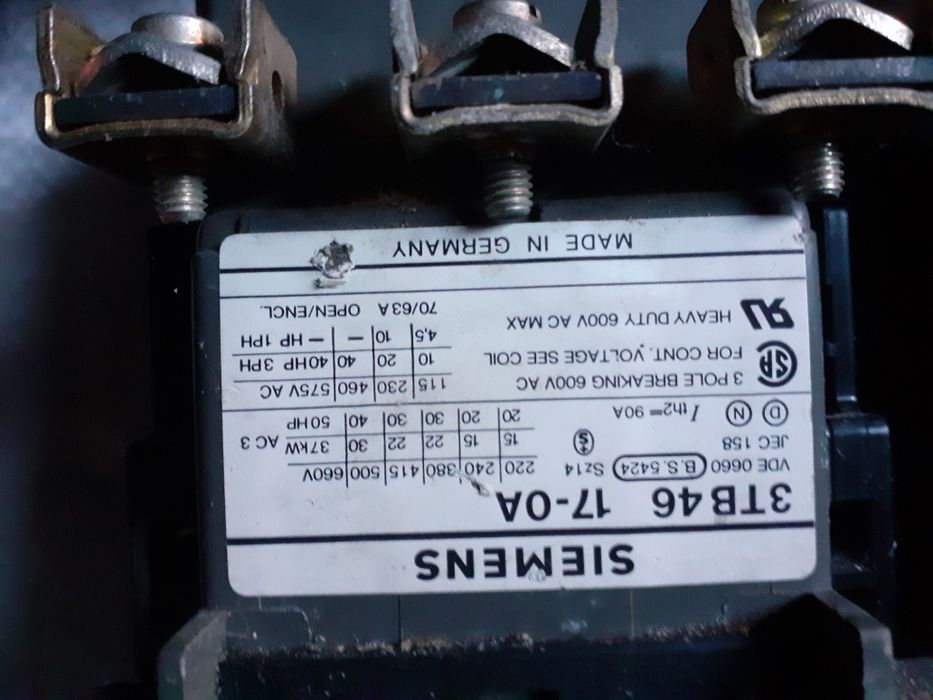 SIEMENS
3TB46 17-0A
VDE 0660 B.S.5424 Sz14 220|240|380|415|500|660V
JEC 158 S 15|15|22|22|30|37kW AC 3
D N I th2=90A 20|20|30|30|40|50HP
SA 3 POLE BREAKING 600V AC 115|230|460|575V AC
FOR CONT. VOLTAGE SEE COIL 10|20|40|40HP 3PH
RU HEAVY DUTY 600V AC MAX 4,5|10|—|— HP 1PH
70/63A OPEN/ENCL.
MADE IN GERMANY